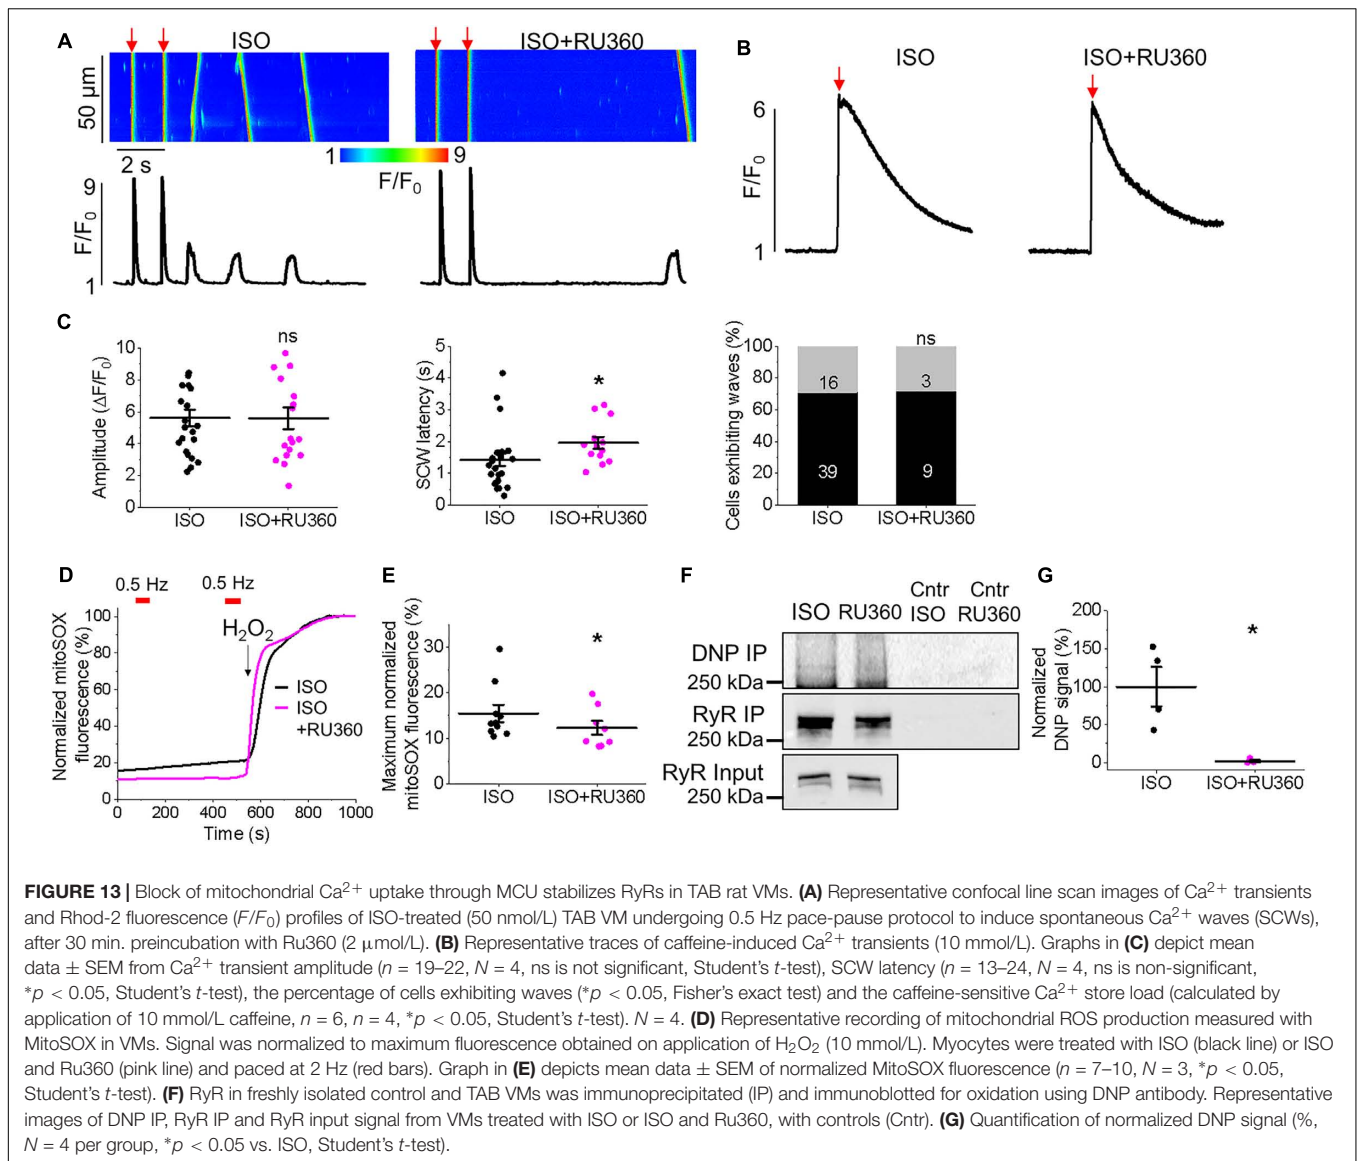 A
ISO
ISO+RU360
50 µm
2 s
1
9
F/F0
9
F/F0
1
B
ISO
ISO+RU360
6
F/F0
1
C
ns
10
8
6
4
2
0
Amplitude (ΔF/F0)
ISO
ISO+RU360
*
5
4
3
2
1
0
SCW latency (s)
ISO
ISO+RU360
ns
100
80
60
40
20
0
Cells exhibiting waves (%)
16
3
39
9
ISO
ISO+RU360
D
0.5 Hz
0.5 Hz
H2O2
100
80
60
40
20
0
Normalized mitoSOX
fluorescence (%)
ISO
ISO
+RU360
0
200
400
600
800
1000
Time (s)
E
*
30
20
10
0
Maximum normalized
mitoSOX fluorescence (%)
ISO
ISO+RU360
F
ISO
RU360
Cntr
ISO
Cntr
RU360
DNP IP
250 kDa
RyR IP
250 kDa
RyR Input
250 kDa
G
*
200
150
100
50
0
Normalized
DNP signal (%)
ISO
ISO+RU360
FIGURE 13 | Block of mitochondrial Ca2+ uptake through MCU stabilizes RyRs in TAB rat VMs. (A) Representative confocal line scan images of Ca2+ transients
and Rhod-2 fluorescence (F/F0) profiles of ISO-treated (50 nmol/L) TAB VM undergoing 0.5 Hz pace-pause protocol to induce spontaneous Ca2+ waves (SCWs),
after 30 min. preincubation with Ru360 (2 µmol/L). (B) Representative traces of caffeine-induced Ca2+ transients (10 mmol/L). Graphs in (C) depict mean
data ± SEM from Ca2+ transient amplitude (n = 19–22, N = 4, ns is not significant, Student's t-test), SCW latency (n = 13–24, N = 4, ns is non-significant,
*p < 0.05, Student's t-test), the percentage of cells exhibiting waves (*p < 0.05, Fisher's exact test) and the caffeine-sensitive Ca2+ store load (calculated by
application of 10 mmol/L caffeine, n = 6, n = 4, *p < 0.05, Student's t-test). N = 4. (D) Representative recording of mitochondrial ROS production measured with
MitoSOX in VMs. Signal was normalized to maximum fluorescence obtained on application of H2O2 (10 mmol/L). Myocytes were treated with ISO (black line) or ISO
and Ru360 (pink line) and paced at 2 Hz (red bars). Graph in (E) depicts mean data ± SEM of normalized MitoSOX fluorescence (n = 7–10, N = 3, *p < 0.05,
Student's t-test). (F) RyR in freshly isolated control and TAB VMs was immunoprecipitated (IP) and immunoblotted for oxidation using DNP antibody. Representative
images of DNP IP, RyR IP and RyR input signal from VMs treated with ISO or ISO and Ru360, with controls (Cntr). (G) Quantification of normalized DNP signal (%,
N = 4 per group, *p < 0.05 vs. ISO, Student's t-test).